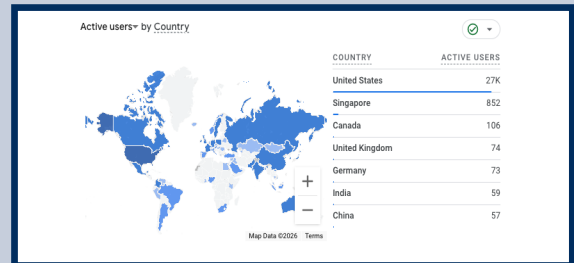 Active users by Country
COUNTRY ACTIVE USERS
United States 27K
Singapore 852
Canada 106
United Kingdom 74
Germany 73
India 59
China 57
+
−
Map Data ©2026 Terms